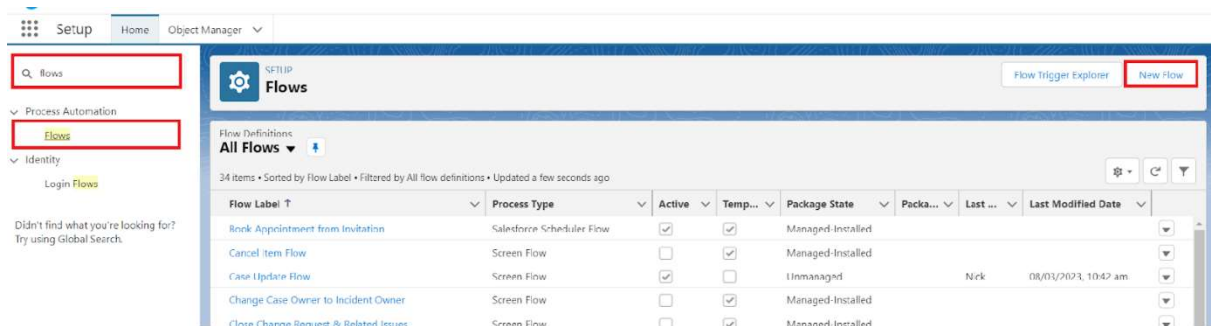 Setup Home Object Manager
flows
Process Automation
Flows
Identity
Login Flows
Didn't find what you're looking for?
Try using Global Search.
SETUP
Flows
Flow Trigger Explorer New Flow
Flow Definitions
All Flows
34 items • Sorted by Flow Label • Filtered by All flow definitions • Updated a few seconds ago
Flow Label ↑ Process Type Active Temp... Package State Packa... Last ... Last Modified Date
Book Appointment from Invitation Salesforce Scheduler Flow Managed-Installed
Cancel Item Flow Screen Flow Managed-Installed
Case Update Flow Screen Flow Unmanaged Nick 08/03/2023, 10:42 am
Change Case Owner to Incident Owner Screen Flow Managed-Installed
Close Change Request & Related Issues Screen Flow Managed-Installed